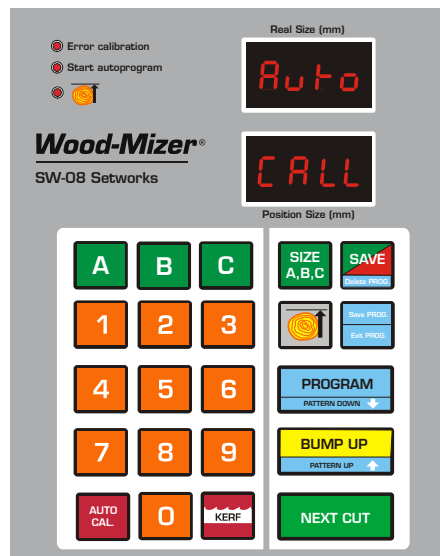 Real Size (mm)
Error calibration
Start autoprogram
Auto
Wood-Mizer®
SW-08 Setworks
CALL
Position Size (mm)
A B C
SIZE
A,B,C
SAVE
Delete PROG.
1 2 3
Save PROG.
Exit PROG.
4 5 6
PROGRAM
PATTERN DOWN
7 8 9
BUMP UP
PATTERN UP
AUTO
CAL.
0
KERF
NEXT CUT